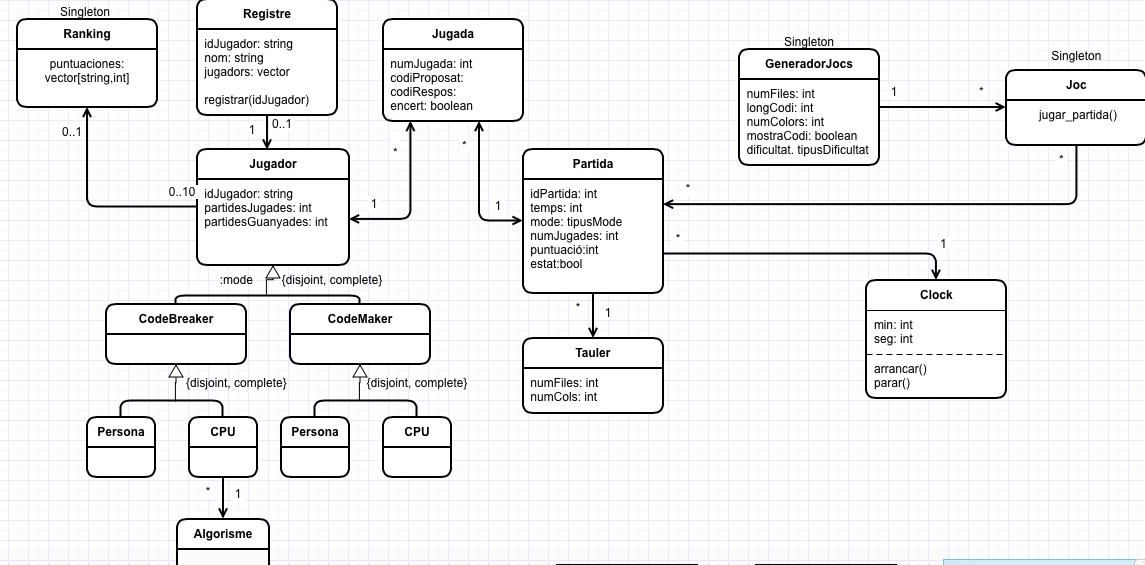 Singleton
Ranking
puntuaciones:
vector[string,int]
Registre
idJugador: string
nom: string
jugadors: vector
registrar(idJugador)
Jugada
numJugada: int
codiProposat:
codiRespos:
encert: boolean
Singleton
GeneradorJocs
numFiles: int
longCodi: int
numColors: int
mostraCodi: boolean
dificultat. tipusDificultat
1
*
Singleton
Joc
jugar_partida()
*
0..1
1
0..1
0..10
Jugador
idJugador: string
partidesJugades: int
partidesGuanyades: int
*
1
*
1
Partida
idPartida: int
temps: int
mode: tipusMode
numJugades: int
puntuació:int
estat:bool
*
*
1
Clock
min: int
seg: int
arrancar()
parar()
*
1
Tauler
numFiles: int
numCols: int
:mode
{disjoint, complete}
CodeBreaker
CodeMaker
{disjoint, complete}
{disjoint, complete}
Persona
CPU
Persona
CPU
*
1
Algorisme